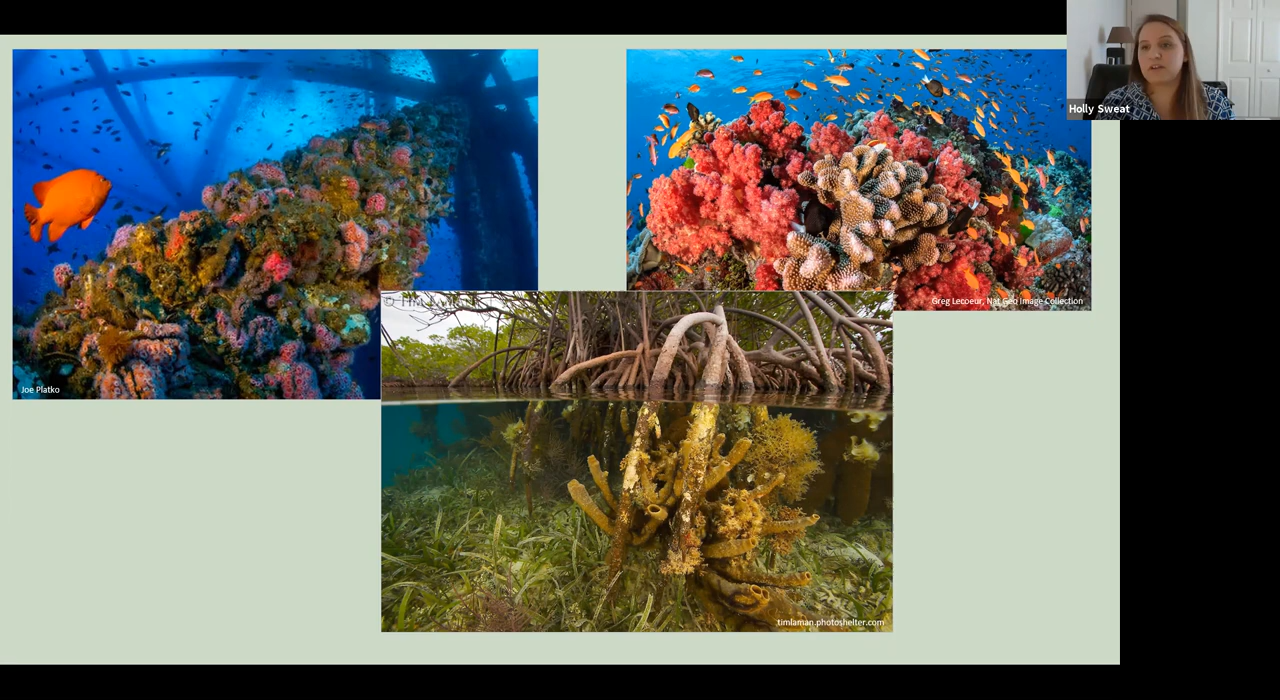 Holly Sweat
Greg Lecoeur, Nat Geo Image Collection
Joe Platko
timlaman.photoshelter.com